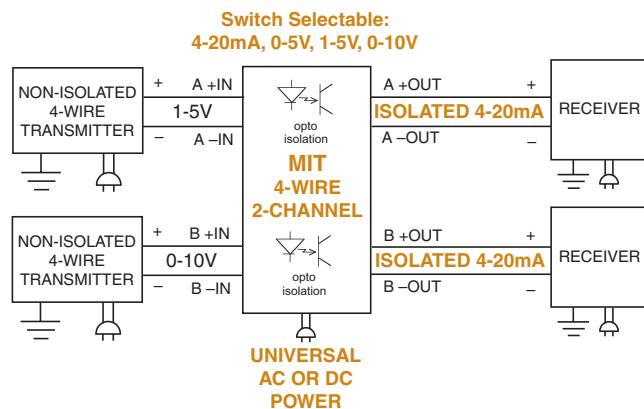 Switch Selectable:
4-20mA, 0-5V, 1-5V, 0-10V
NON-ISOLATED
4-WIRE
TRANSMITTER
+ A +IN
1-5V
– A –IN
opto
isolation
MIT
4-WIRE
2-CHANNEL
A +OUT +
ISOLATED 4-20mA
A –OUT –
RECEIVER
NON-ISOLATED
4-WIRE
TRANSMITTER
+ B +IN
0-10V
– B –IN
opto
isolation
B +OUT +
ISOLATED 4-20mA
B –OUT –
RECEIVER
UNIVERSAL
AC OR DC
POWER